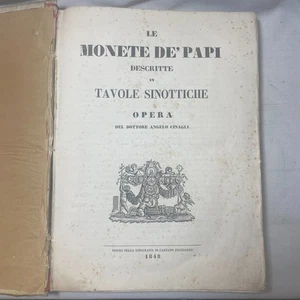 LE
MONETE DE' PAPI
DESCRITTE
IN
TAVOLE SINOTTICHE
OPERA
DEL DOTTORE ANGELO CINAGLI
1848